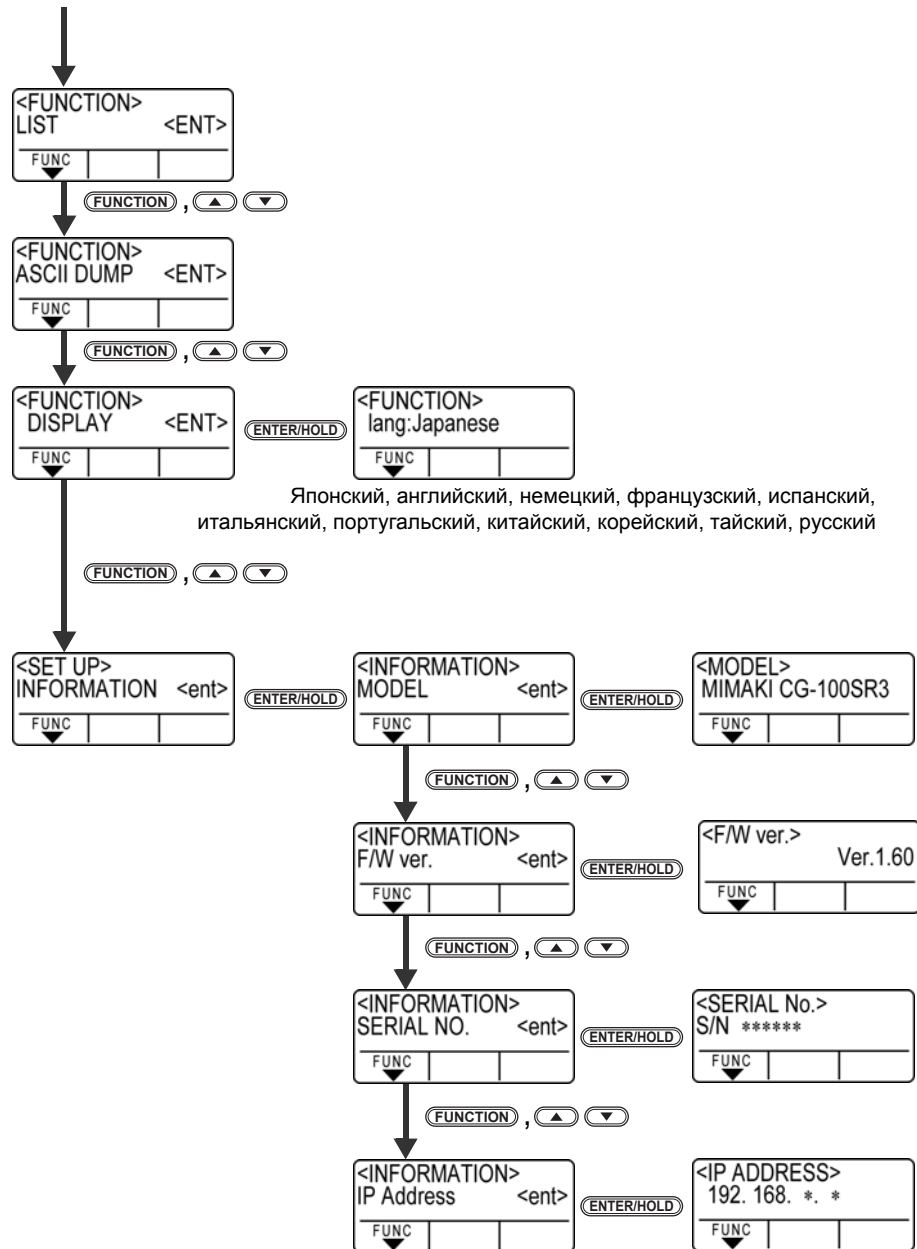 <FUNCTION>
LIST <ENT>
FUNC
FUNCTION ,
<FUNCTION>
ASCII DUMP <ENT>
FUNC
FUNCTION ,
<FUNCTION>
DISPLAY <ENT>
FUNC
ENTER/HOLD
<FUNCTION>
lang:Japanese
FUNC
Японский, английский, немецкий, французский, испанский,
итальянский, португальский, китайский, корейский, тайский, русский
FUNCTION ,
<SET UP>
INFORMATION <ent>
FUNC
ENTER/HOLD
<INFORMATION>
MODEL <ent>
FUNC
ENTER/HOLD
<MODEL>
MIMAKI CG-100SR3
FUNC
FUNCTION ,
<INFORMATION>
F/W ver. <ent>
FUNC
ENTER/HOLD
<F/W ver.>
Ver.1.60
FUNC
FUNCTION ,
<INFORMATION>
SERIAL NO. <ent>
FUNC
ENTER/HOLD
<SERIAL No.>
S/N ******
FUNC
FUNCTION ,
<INFORMATION>
IP Address <ent>
FUNC
ENTER/HOLD
<IP ADDRESS>
192. 168. *. *
FUNC